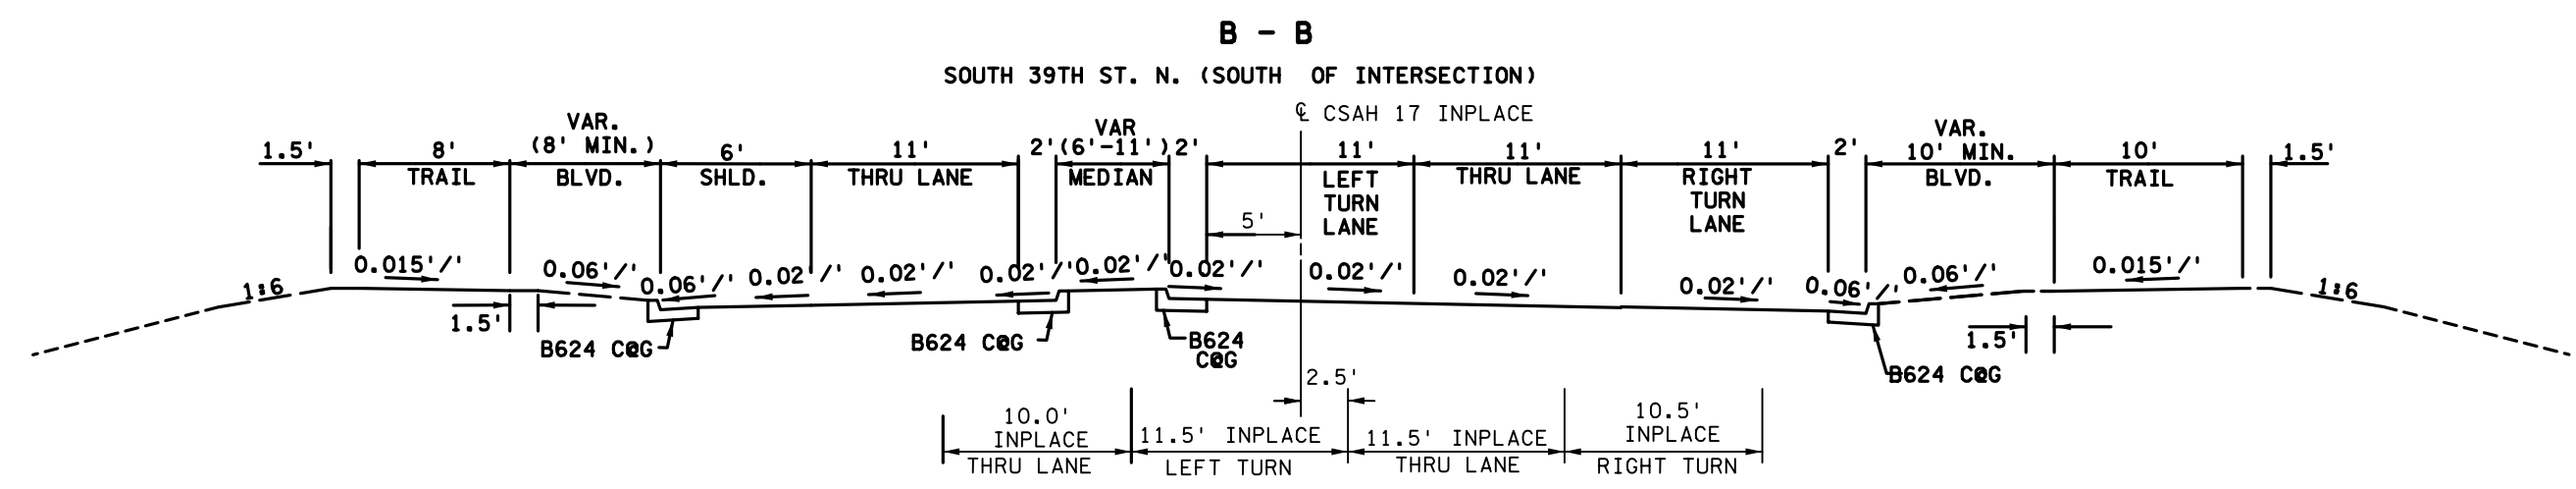 B - B
SOUTH 39TH ST. N. (SOUTH OF INTERSECTION)
℄ CSAH 17 INPLACE
1.5'
8'
TRAIL
VAR.
(8' MIN.)
BLVD.
6'
SHLD.
11'
THRU LANE
2'
VAR
(6'-11')
MEDIAN
2'
11'
LEFT
TURN
LANE
11'
THRU LANE
11'
RIGHT
TURN
LANE
2'
VAR.
10' MIN.
BLVD.
10'
TRAIL
1.5'
5'
1:6
0.015'/'
0.06'/'
0.06'/'
0.02'/'
0.02'/'
0.02'/'
0.02'/'
0.02'/'
0.02'/'
0.02'/'
0.02'/'
0.06'/'
0.06'/'
0.015'/'
1:6
1.5'
B624 C@G
B624 C@G
B624
C@G
1.5'
B624 C@G
2.5'
10.0'
INPLACE
THRU LANE
11.5' INPLACE
LEFT TURN
11.5' INPLACE
THRU LANE
10.5'
INPLACE
RIGHT TURN